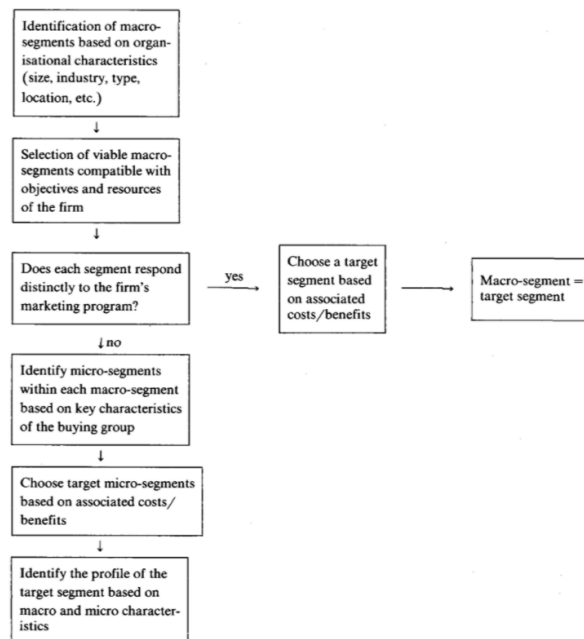 Identification of macro-
segments based on organ-
isational characteristics
(size, industry, type,
location, etc.)
↓
Selection of viable macro-
segments compatible with
objectives and resources
of the firm
↓
Does each segment respond
distinctly to the firm's
marketing program?
yes
→
Choose a target
segment based
on associated
costs/benefits
→
Macro-segment =
target segment
↓ no
Identify micro-segments
within each macro-segment
based on key characteristics
of the buying group
↓
Choose target micro-segments
based on associated costs/
benefits
↓
Identify the profile of the
target segment based on
macro and micro character-
istics